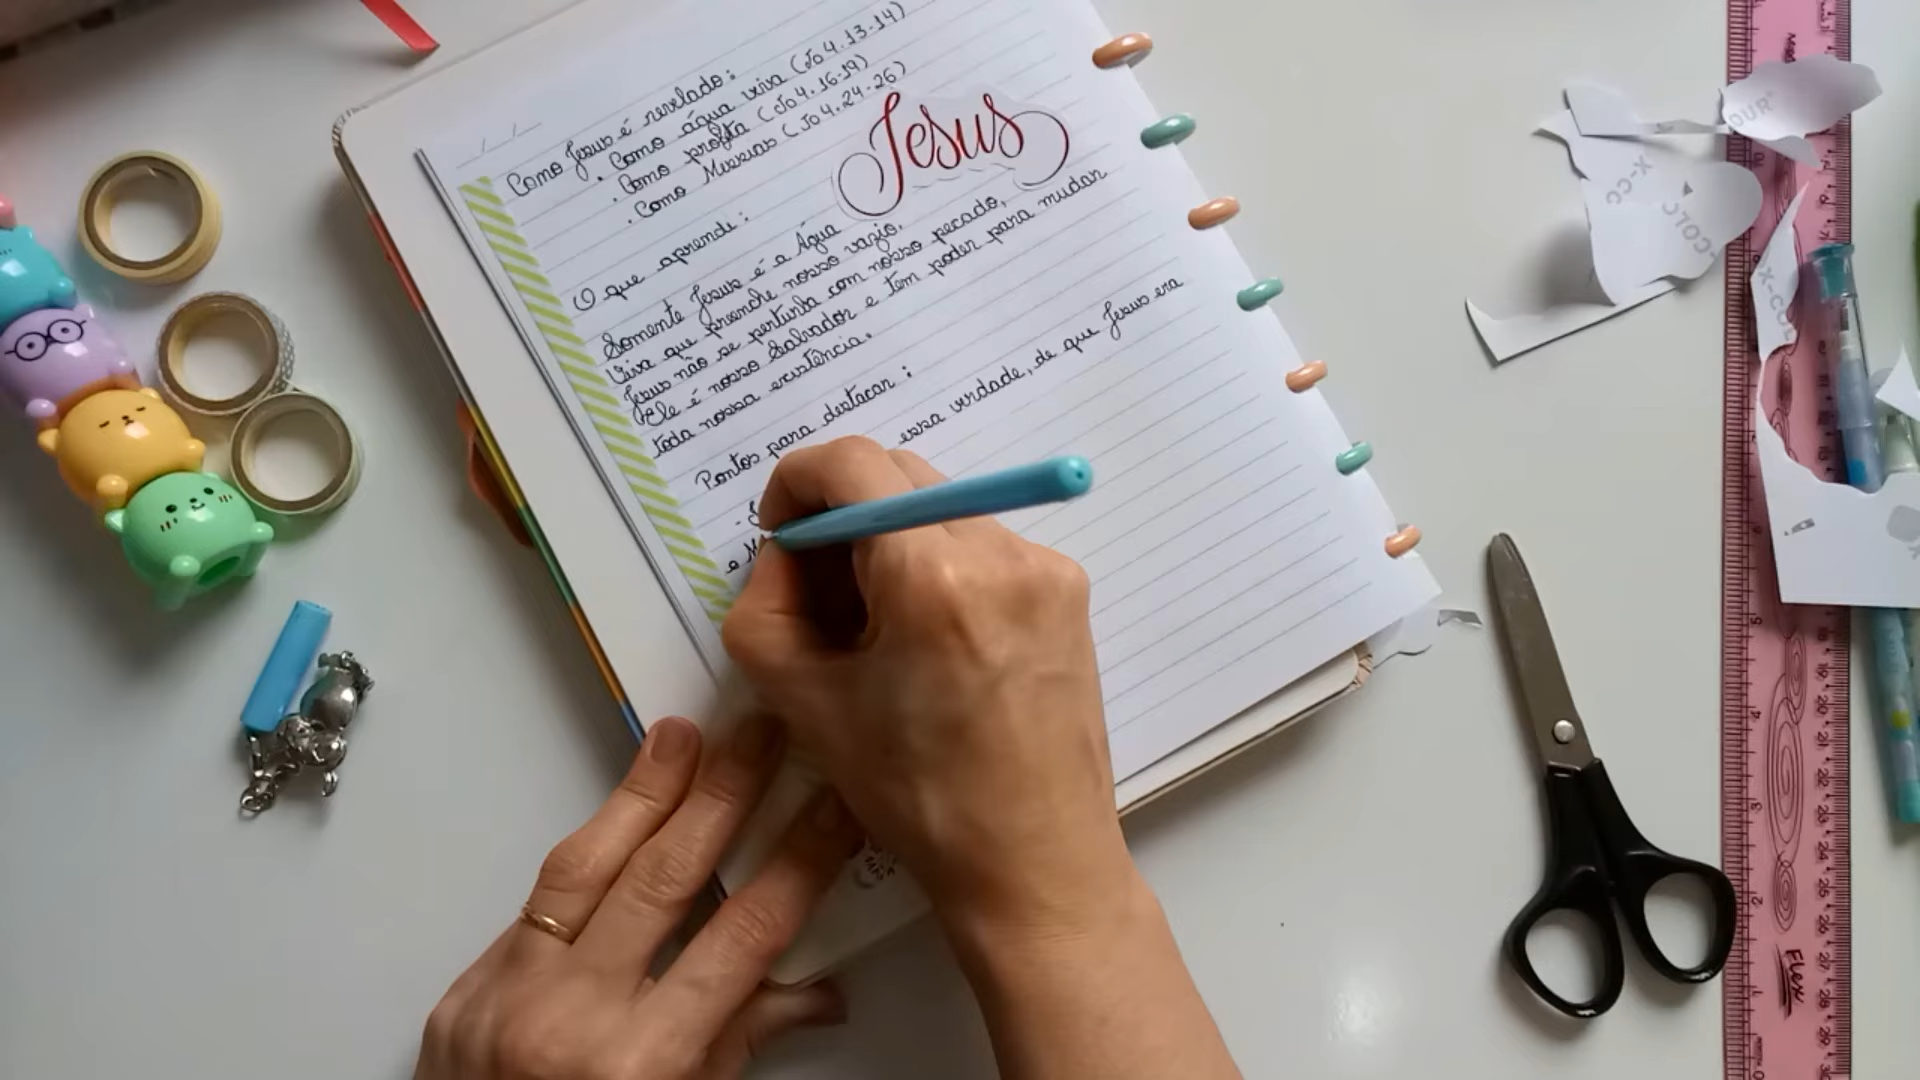 Como Jesus é revelado:
. Como água viva (Jo 4.13-14)
. Como profeta (Jo 4.16-19)
. Como Messias (Jo 4.24-26)
Jesus
O que aprendi:
Somente Jesus é a Água
Viva que preenche nosso vazio.
Jesus não se perturba com nosso pecado,
Ele é nosso Salvador e tem poder para mudar
toda nossa existência.
Pontos para destacar:
essa verdade, de que Jesus era
o M
Flex